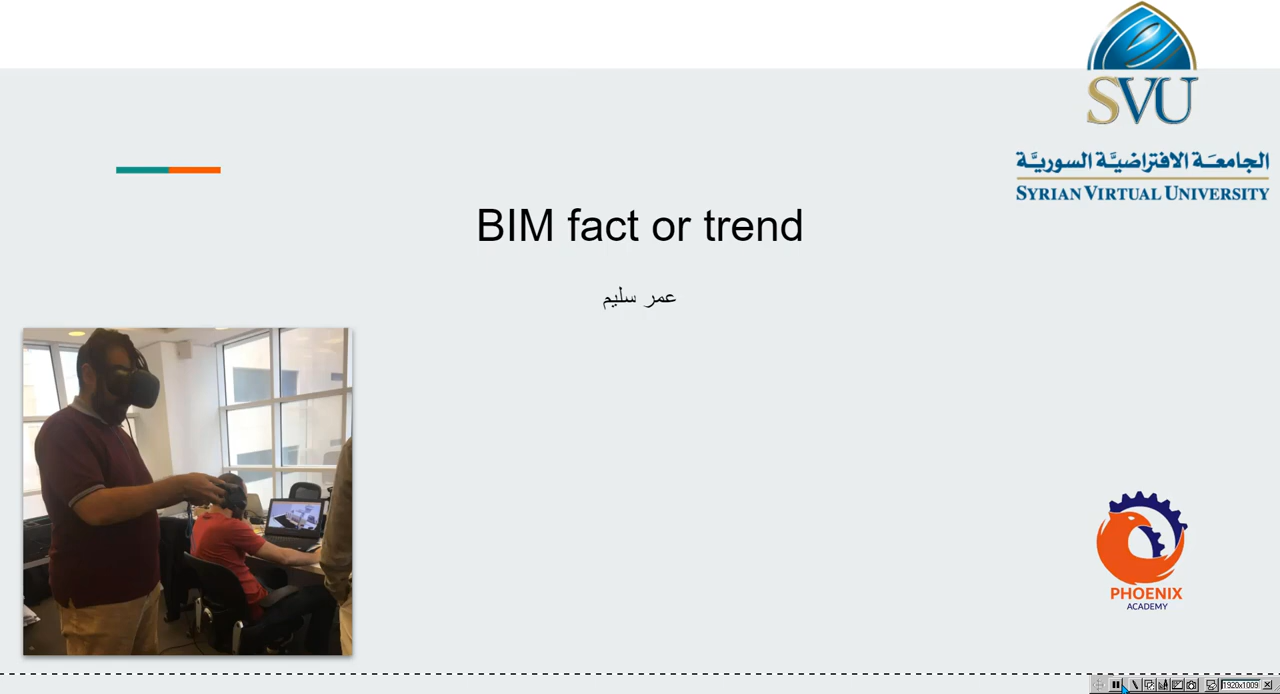 SVU
الجامعة الافتراضية السورية
SYRIAN VIRTUAL UNIVERSITY
BIM fact or trend
عمر سليم
PHOENIX
ACADEMY
1920x1009